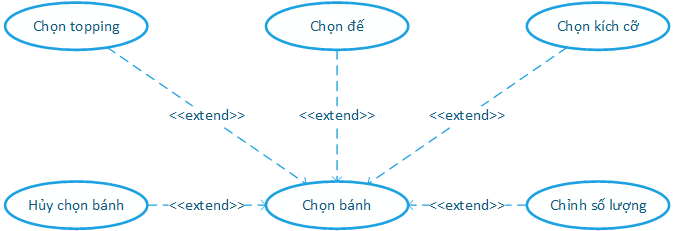 Chọn topping
Chọn đế
Chọn kích cỡ
<<extend>>
<<extend>>
<<extend>>
Hủy chọn bánh
<<extend>>
Chọn bánh
<<extend>>
Chỉnh số lượng